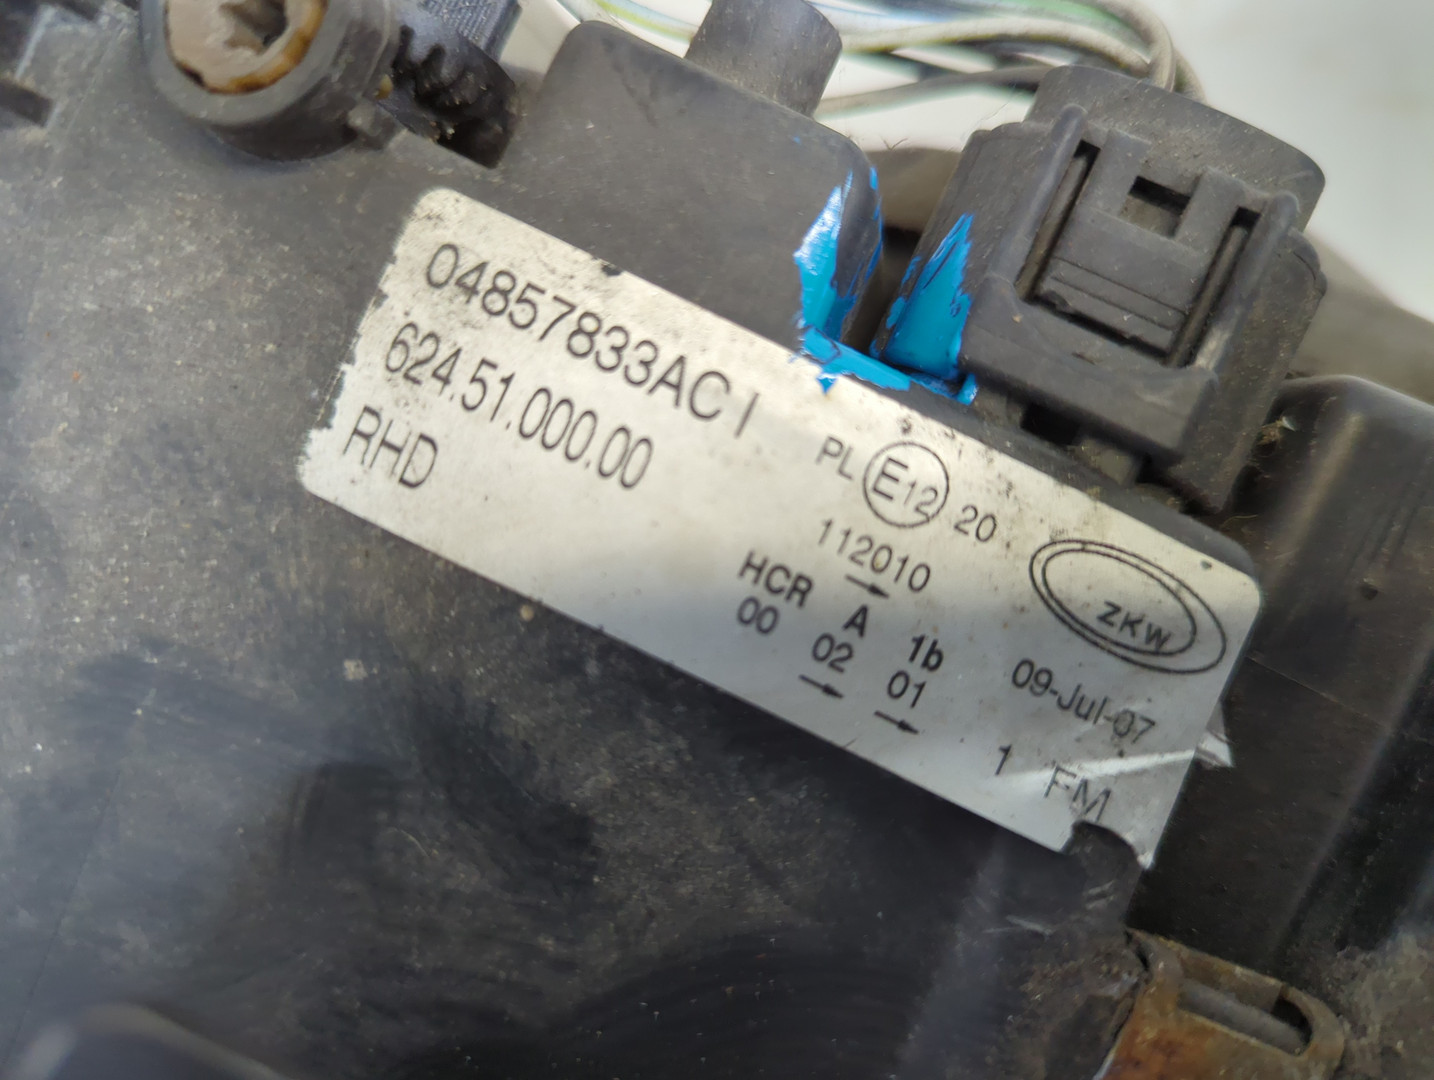 04857833AC I
624.51.000.00
RHD
PL E12 20
112010
HCR A 1b
00 02 01
ZKW
09-Jul-07
1 FM